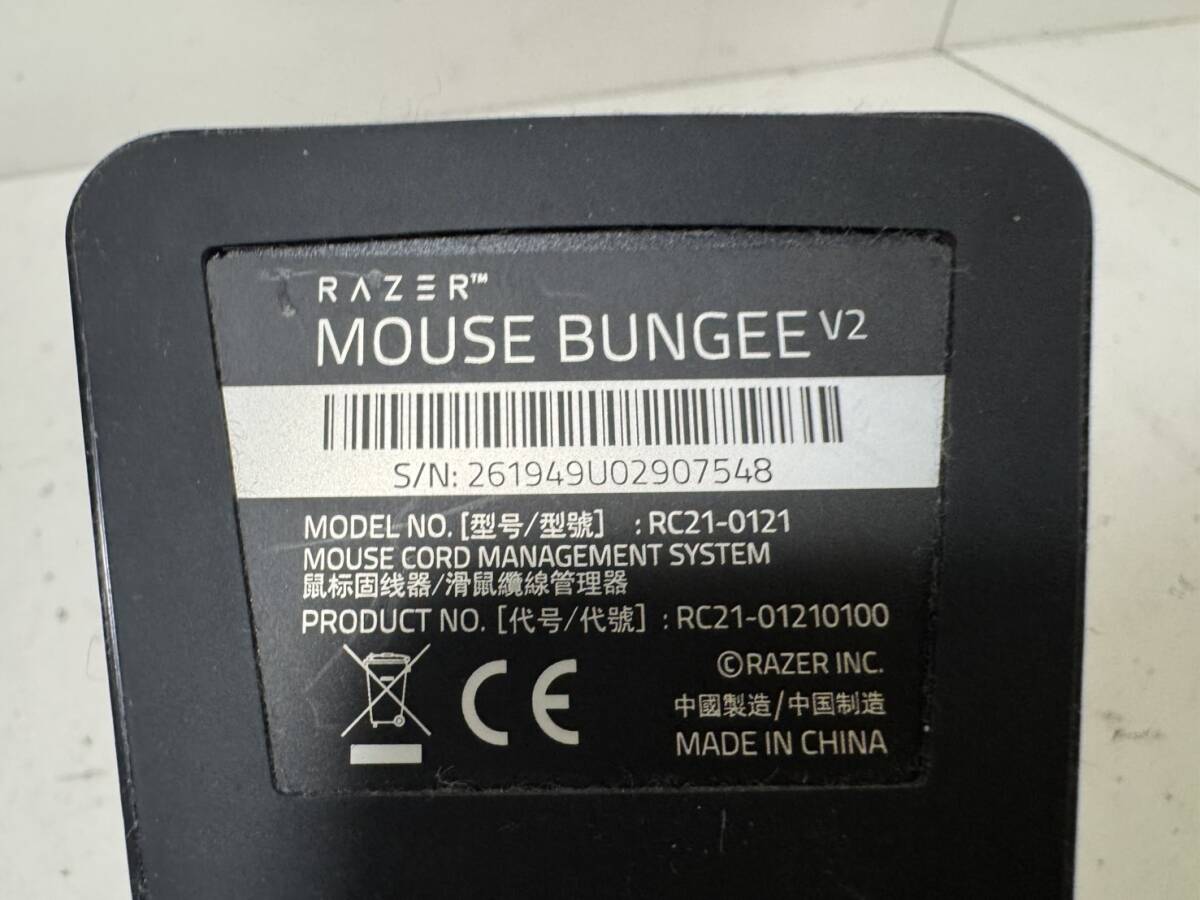 RAZER™
MOUSE BUNGEE V2
S/N: 261949U02907548
MODEL NO. [型号/型號] : RC21-0121
MOUSE CORD MANAGEMENT SYSTEM
鼠标固线器/滑鼠纜線管理器
PRODUCT NO. [代号/代號] : RC21-01210100
CE
©RAZER INC.
中國製造/中国制造
MADE IN CHINA